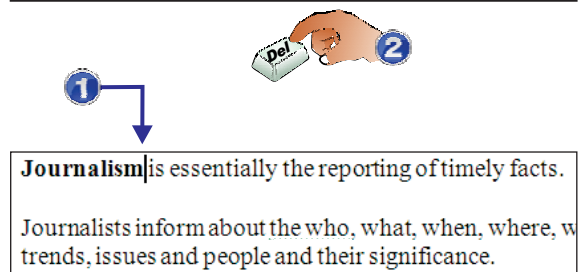 Del
2
1
Journalism is essentially the reporting of timely facts.
Journalists inform about the who, what, when, where, w
trends, issues and people and their significance.